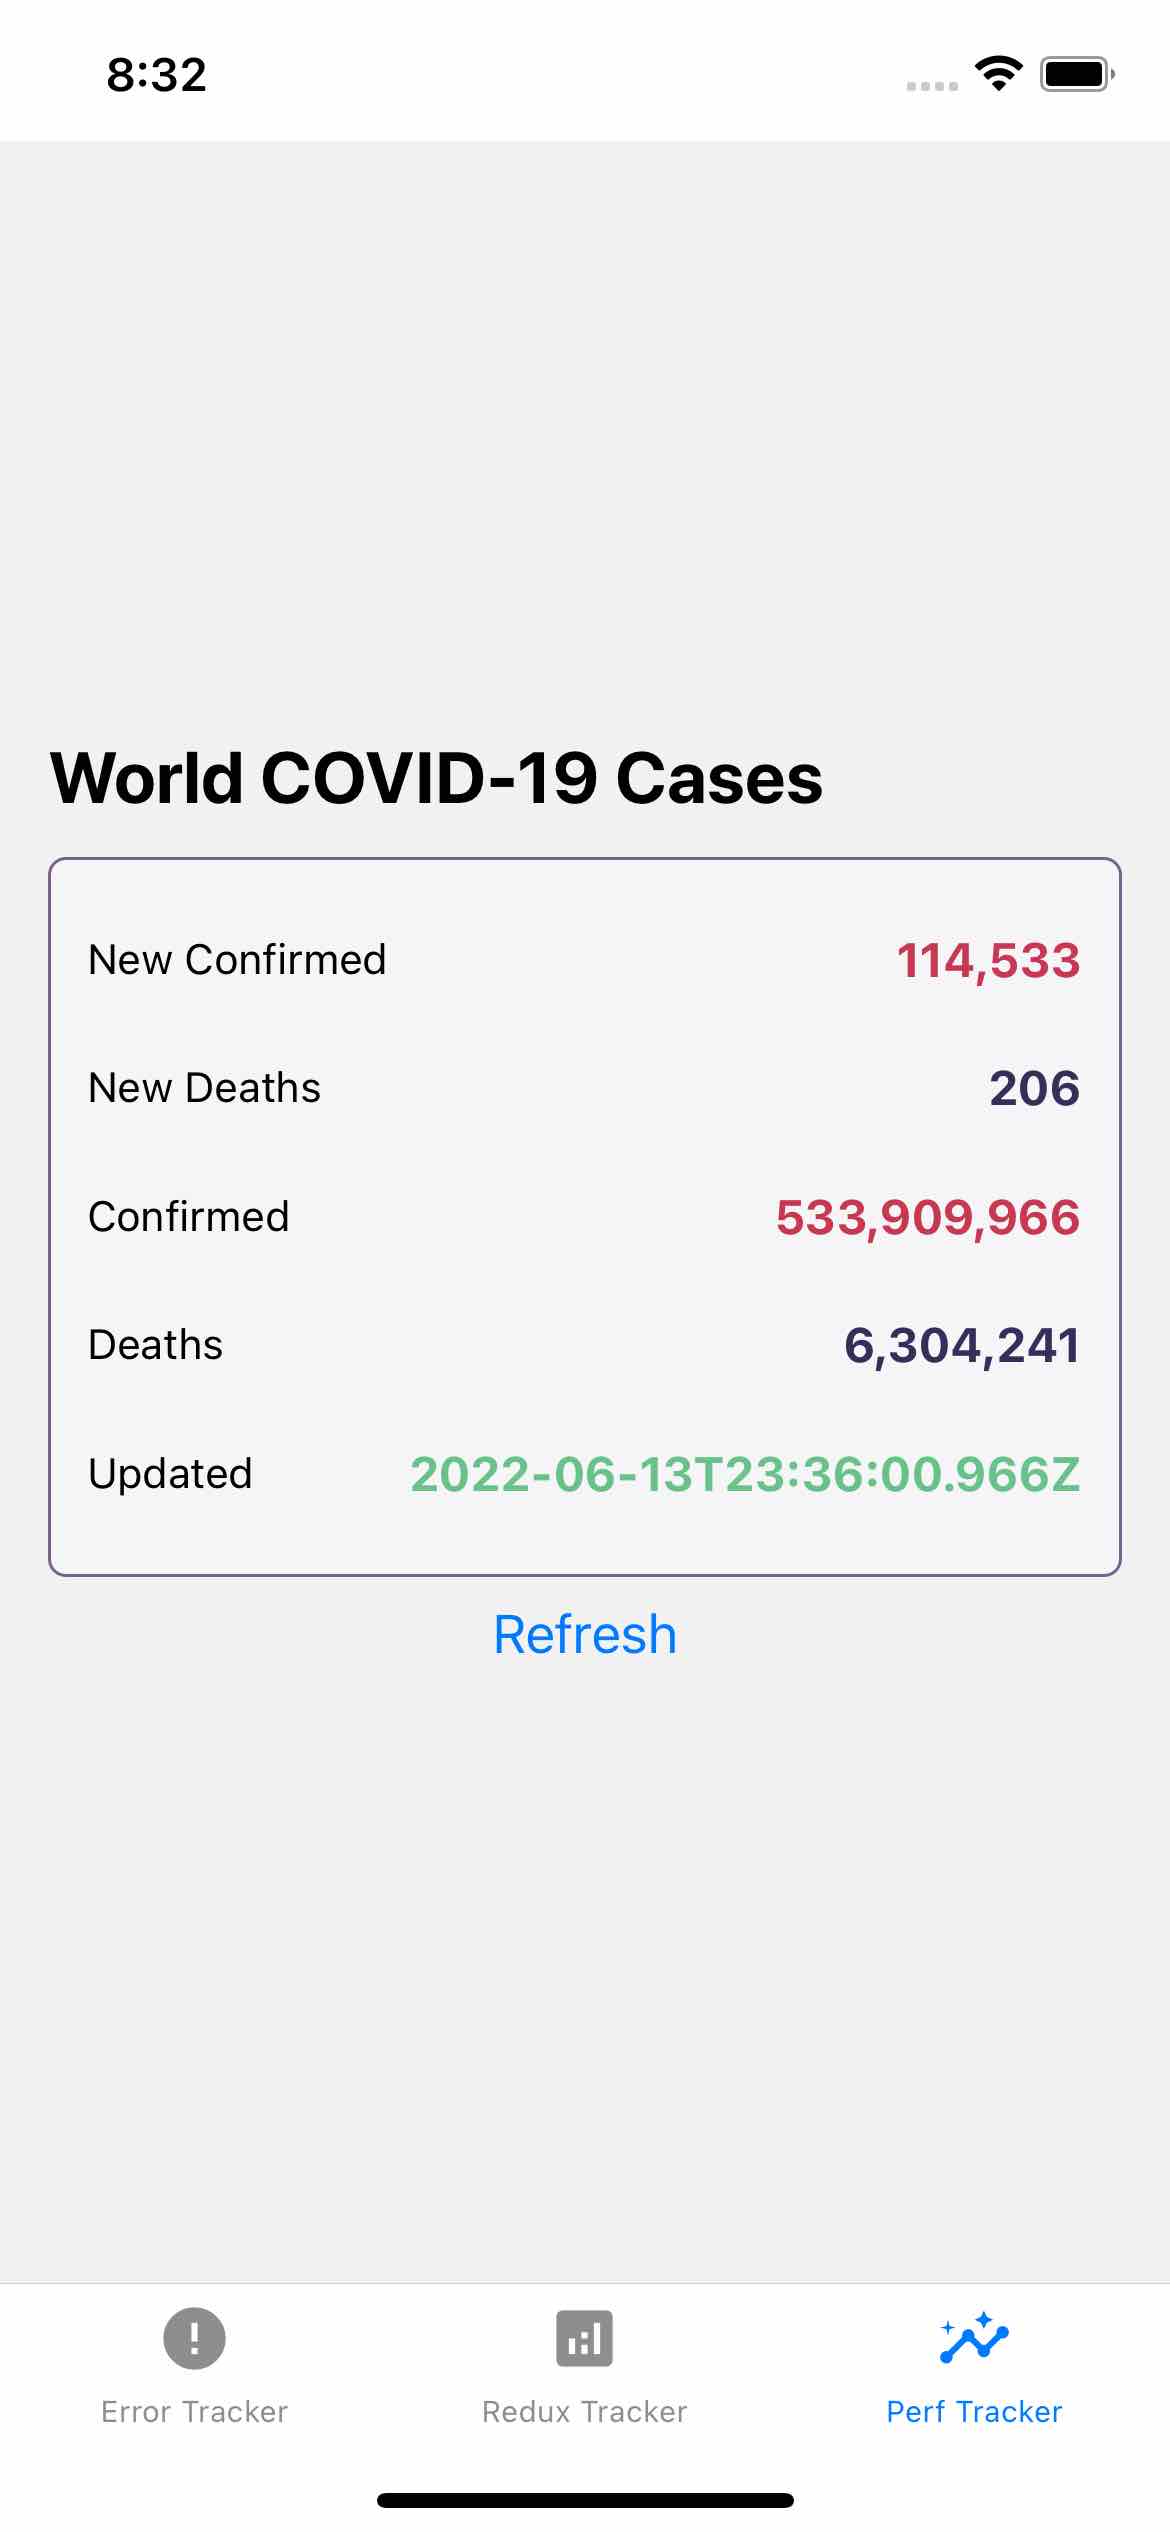 8:32
World COVID-19 Cases
New Confirmed 114,533
New Deaths 206
Confirmed 533,909,966
Deaths 6,304,241
Updated 2022-06-13T23:36:00.966Z
Refresh
Error Tracker Redux Tracker Perf Tracker